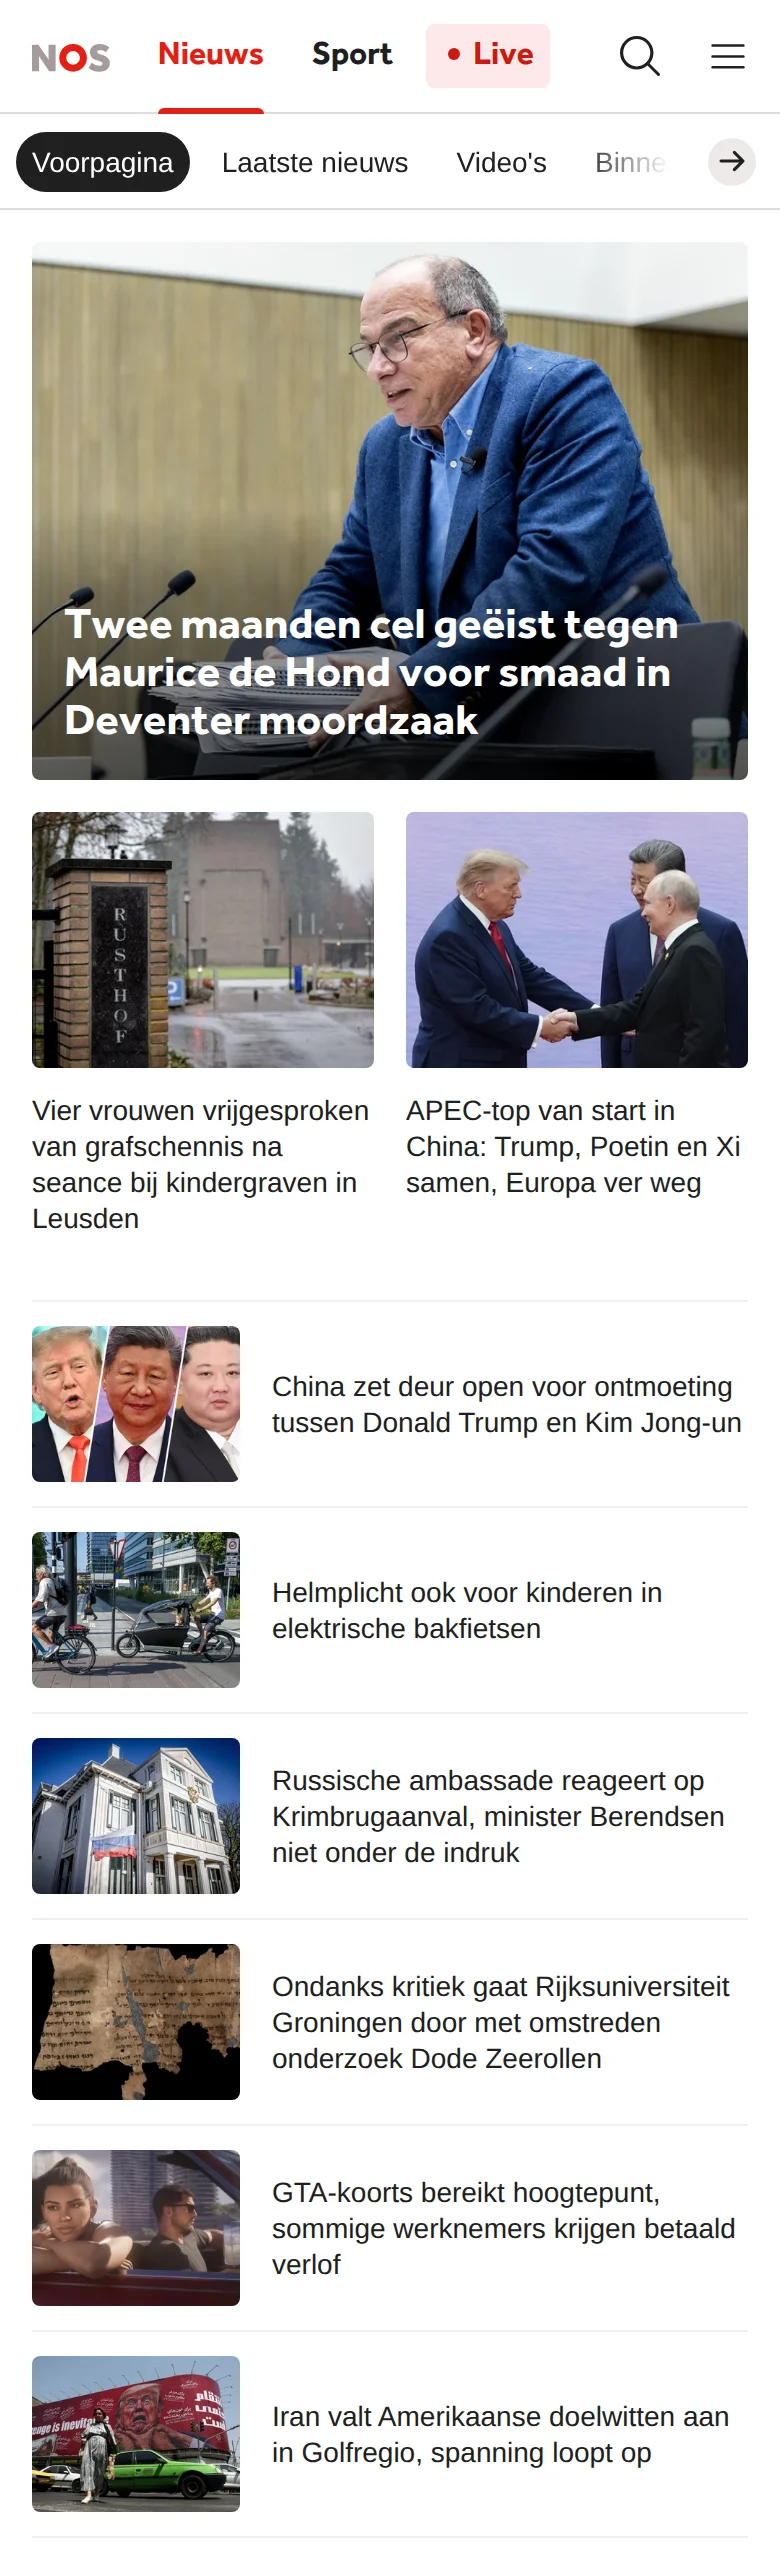 NOS Nieuws Sport Live
Voorpagina Laatste nieuws Video's Binne
Twee maanden cel geëist tegen
Maurice de Hond voor smaad in
Deventer moordzaak
RUSTHOF
Vier vrouwen vrijgesproken
van grafschennis na
seance bij kindergraven in
Leusden
APEC-top van start in
China: Trump, Poetin en Xi
samen, Europa ver weg
China zet deur open voor ontmoeting
tussen Donald Trump en Kim Jong-un
Helmplicht ook voor kinderen in
elektrische bakfietsen
Russische ambassade reageert op
Krimbrugaanval, minister Berendsen
niet onder de indruk
Ondanks kritiek gaat Rijksuniversiteit
Groningen door met omstreden
onderzoek Dode Zeerollen
GTA-koorts bereikt hoogtepunt,
sommige werknemers krijgen betaald
verlof
Iran valt Amerikaanse doelwitten aan
in Golfregio, spanning loopt op